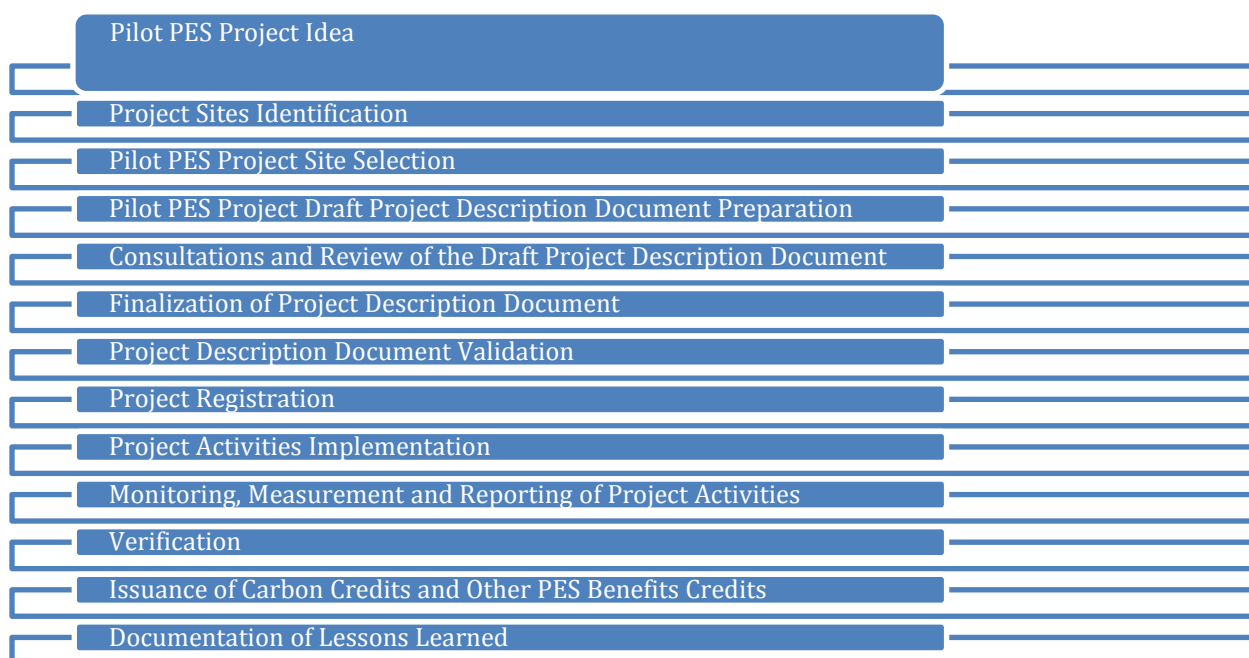 Pilot PES Project Idea
Project Sites Identification
Pilot PES Project Site Selection
Pilot PES Project Draft Project Description Document Preparation
Consultations and Review of the Draft Project Description Document
Finalization of Project Description Document
Project Description Document Validation
Project Registration
Project Activities Implementation
Monitoring, Measurement and Reporting of Project Activities
Verification
Issuance of Carbon Credits and Other PES Benefits Credits
Documentation of Lessons Learned